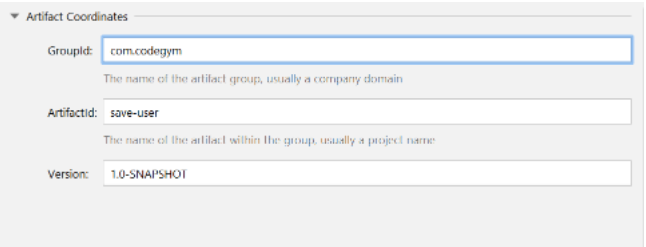 Artifact Coordinates
GroupId: com.codegym
The name of the artifact group, usually a company domain
ArtifactId: save-user
The name of the artifact within the group, usually a project name
Version: 1.0-SNAPSHOT